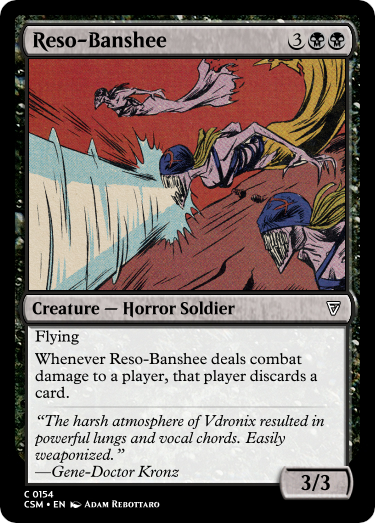 Reso-Banshee 3
Creature — Horror Soldier
Flying
Whenever Reso-Banshee deals combat
damage to a player, that player discards a
card.
“The harsh atmosphere of Vdronix resulted in
powerful lungs and vocal chords. Easily
weaponized.”
—Gene-Doctor Kronz
3/3
C 0154
CSM • EN Adam Rebottaro